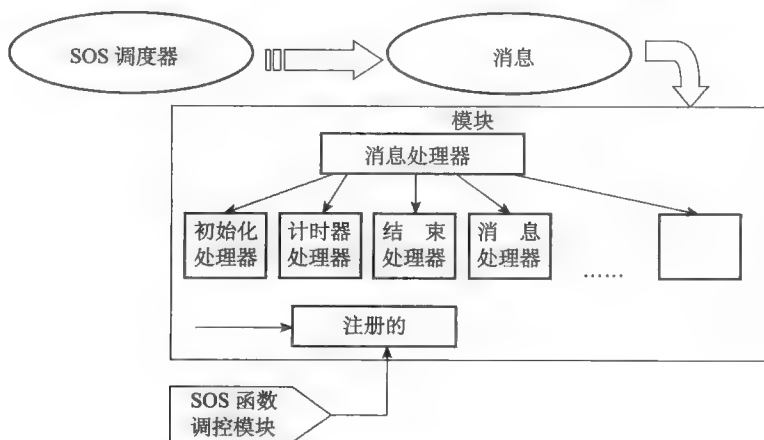 SOS 调度器
消息
模块
消息处理器
初始化
处理器
计时器
处理器
结 束
处理器
消 息
处理器
……
注册的
SOS 函数
调控模块